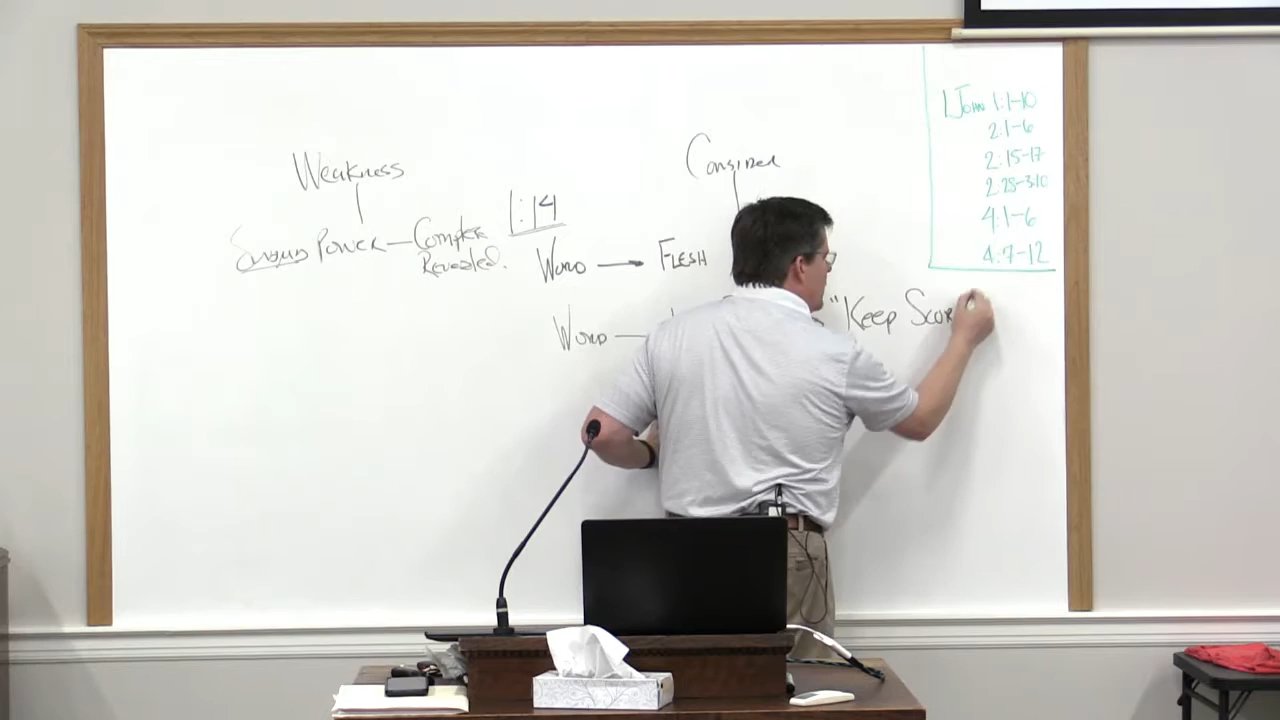 Weakness
Power — Complete
Revealed.
1:14
Word → Flesh
Word —
Consider
"Keep Scor
1 John 1:1-10
2:1-6
2:15-17
2:28-3:10
4:1-6
4:7-12